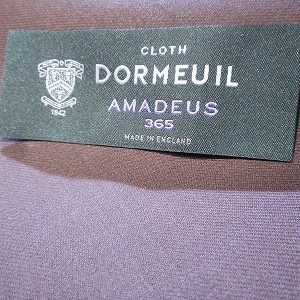 CLOTH
DORMEUIL
AMADEUS
365
MADE IN ENGLAND
1842